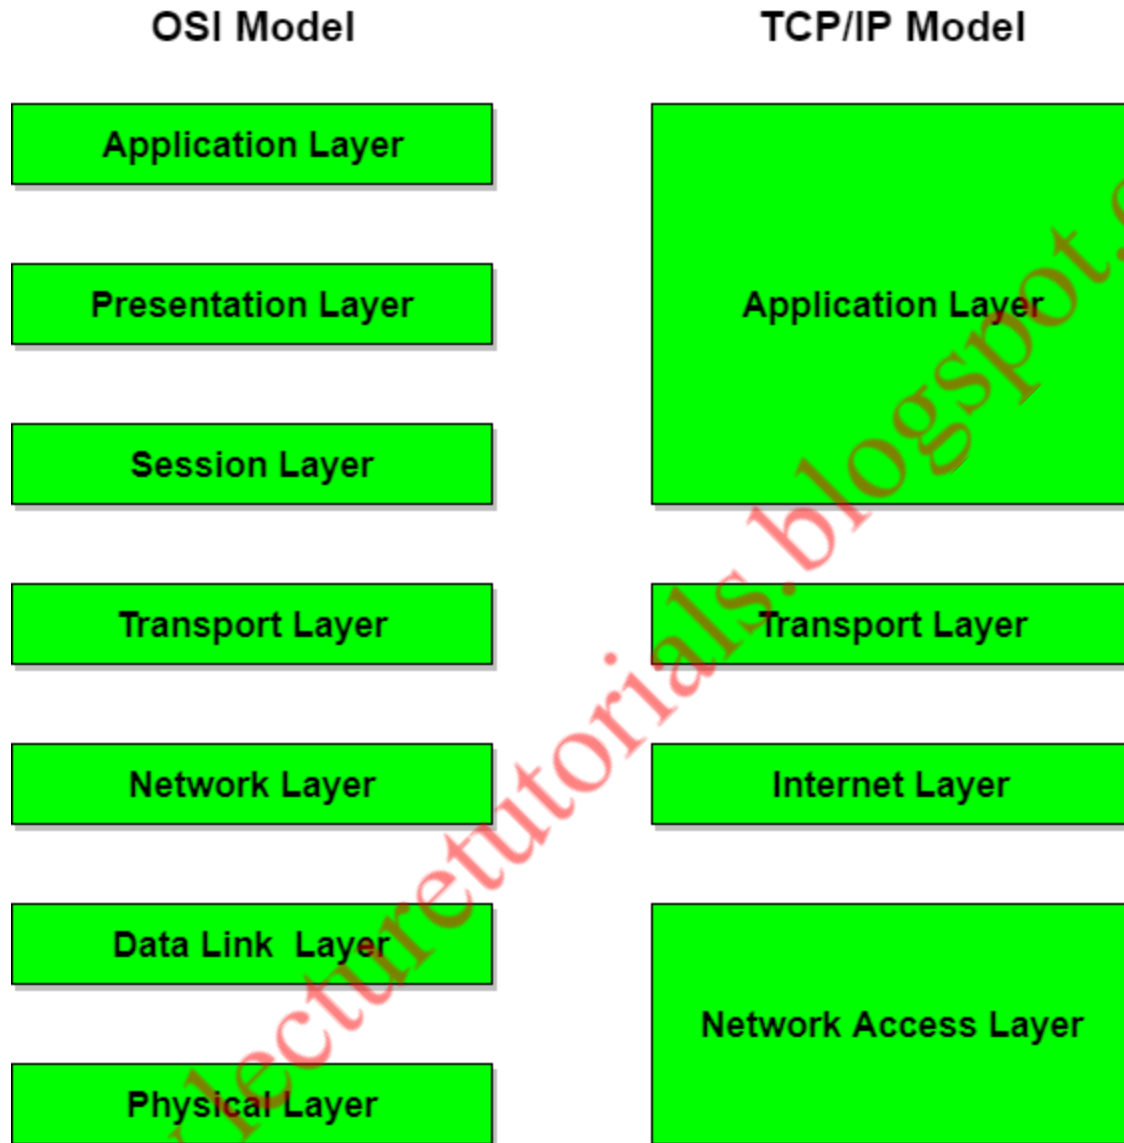 OSI Model
TCP/IP Model
Application Layer
Presentation Layer
Session Layer
Transport Layer
Network Layer
Data Link  Layer
Physical Layer
Application Layer
Transport Layer
Internet Layer
Network Access Layer
lecturetutorials.blogspot.